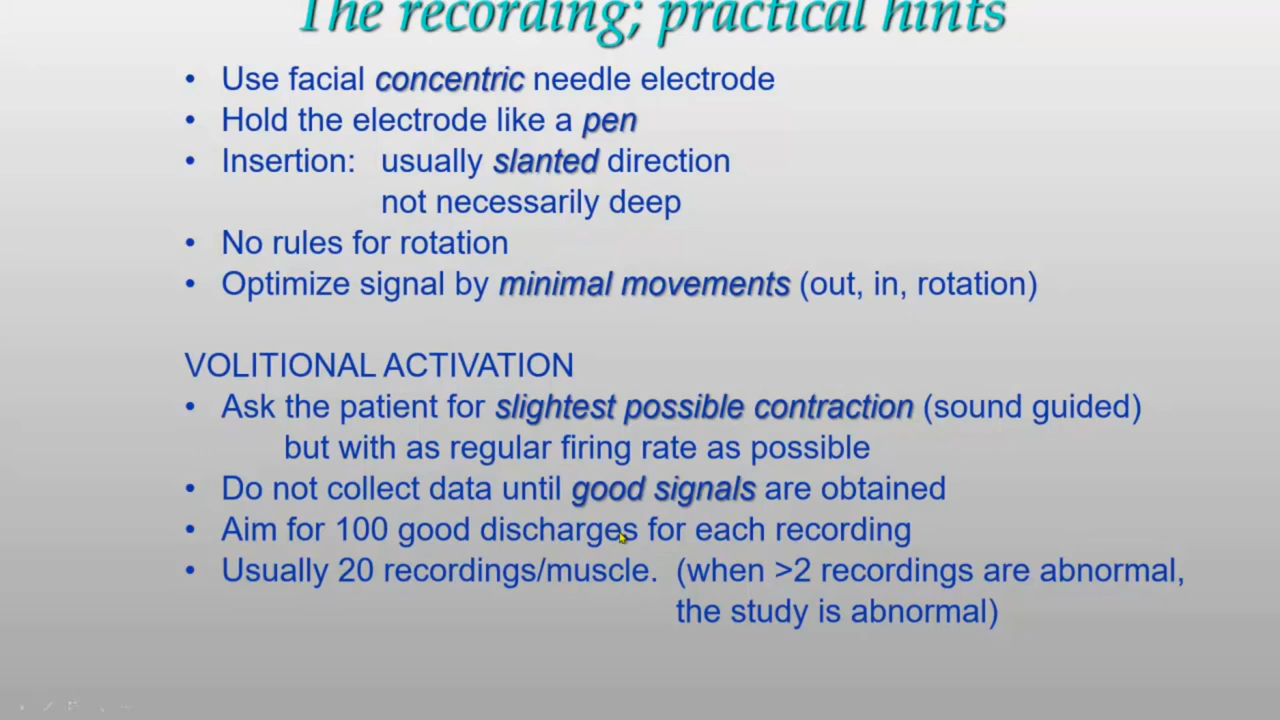 The recording; practical hints
• Use facial concentric needle electrode
• Hold the electrode like a pen
• Insertion: usually slanted direction
not necessarily deep
• No rules for rotation
• Optimize signal by minimal movements (out, in, rotation)
VOLITIONAL ACTIVATION
• Ask the patient for slightest possible contraction (sound guided)
but with as regular firing rate as possible
• Do not collect data until good signals are obtained
• Aim for 100 good discharges for each recording
• Usually 20 recordings/muscle. (when >2 recordings are abnormal,
the study is abnormal)